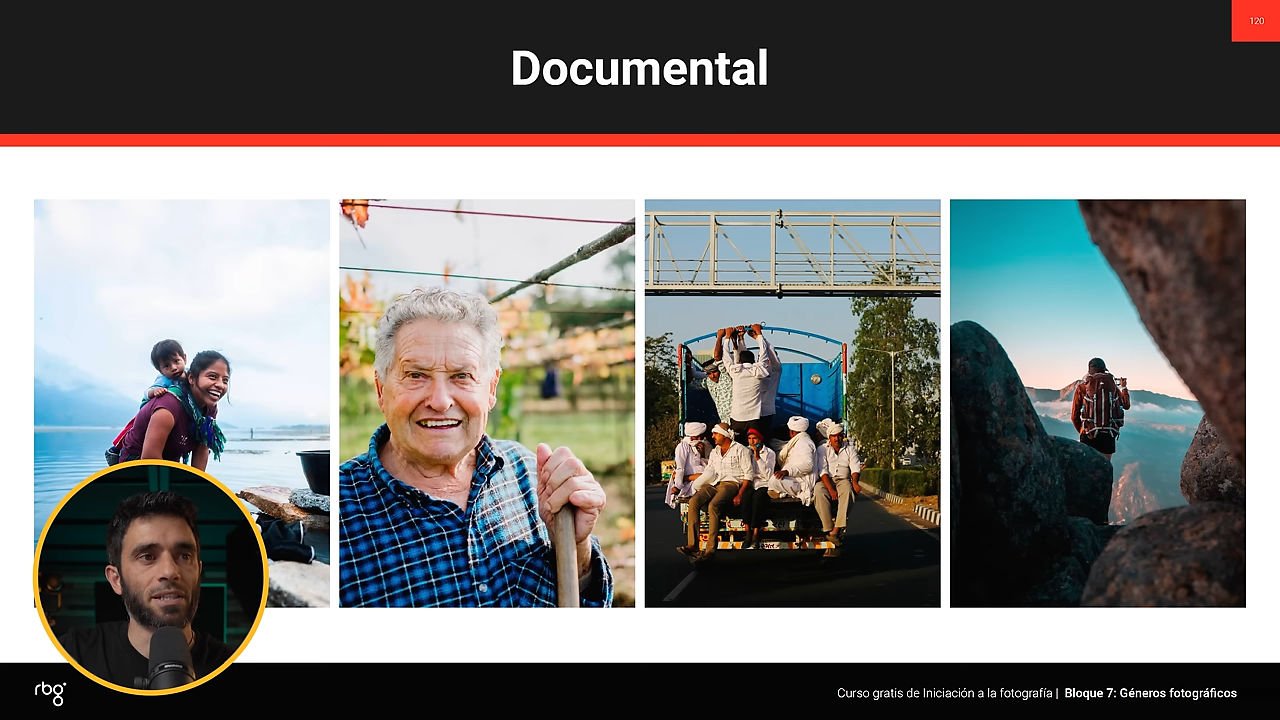 120
Documental
rbg
Curso gratis de Iniciación a la fotografía | Bloque 7: Géneros fotográficos